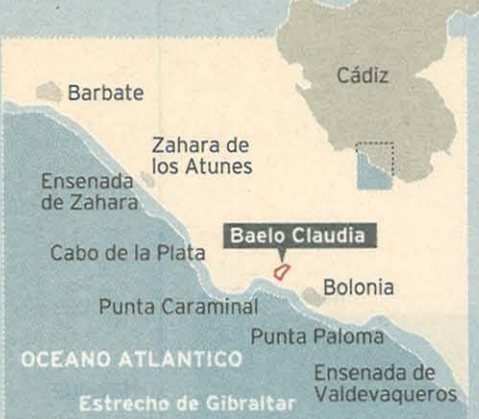 Cádiz
Barbate
Zahara de
los Atunes
Ensenada
de Zahara
Baelo Claudia
Cabo de la Plata
Bolonia
Punta Caraminal
Punta Paloma
OCEANO ATLANTICO
Ensenada de
Valdevaqueros
Estrecho de Gibraltar